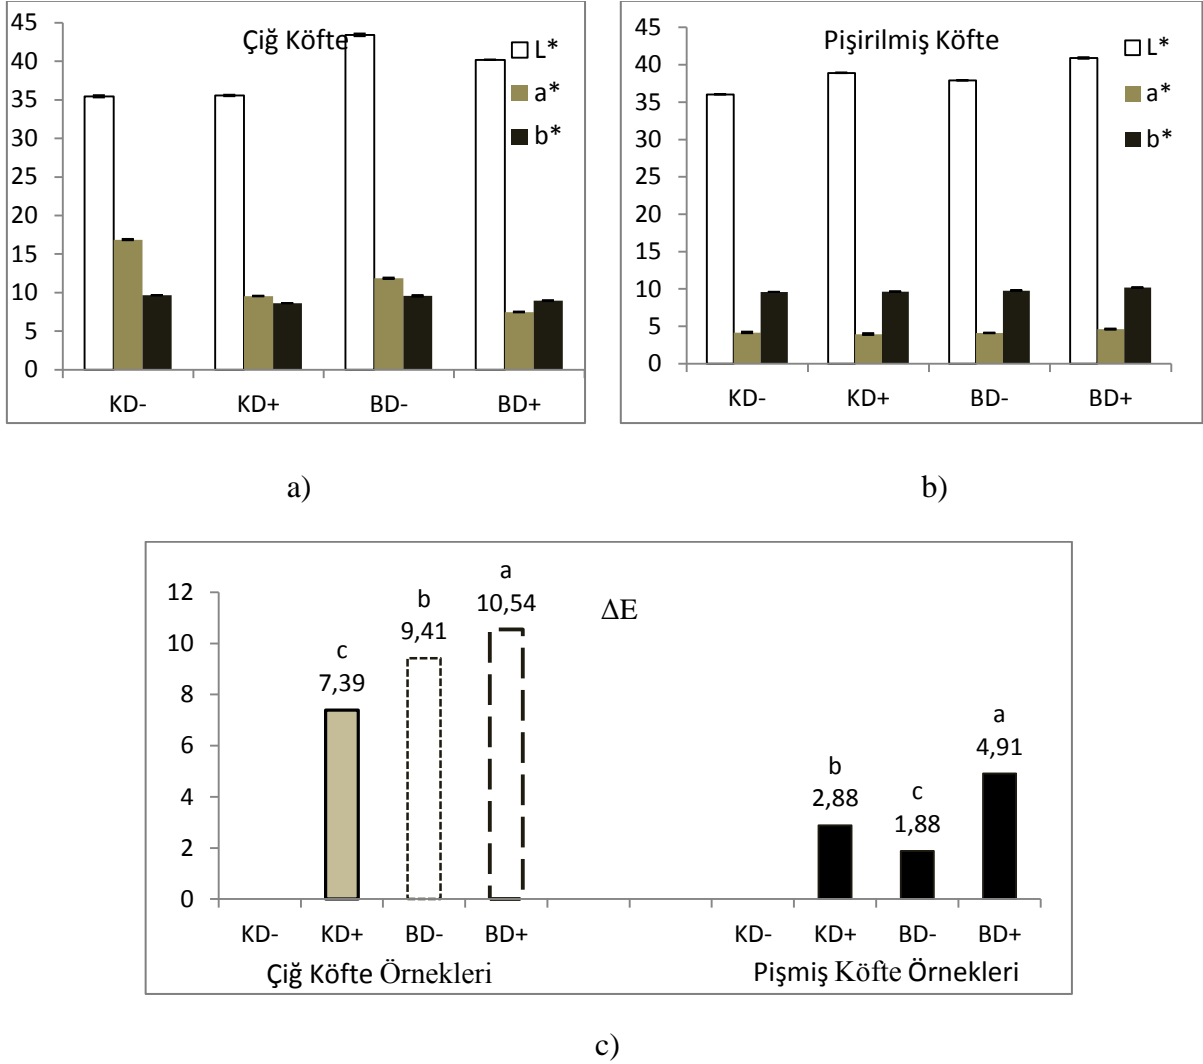 Çiğ Köfte
45
40
35
30
25
20
15
10
5
0
L*
a*
b*
KD- KD+ BD- BD+
a)
Pişirilmiş Köfte
45
40
35
30
25
20
15
10
5
0
L*
a*
b*
KD- KD+ BD- BD+
b)
ΔE
12
10
8
6
4
2
0
c
7,39
b
9,41
a
10,54
b
2,88
c
1,88
a
4,91
KD- KD+ BD- BD+ KD- KD+ BD- BD+
Çiğ Köfte Örnekleri Pişmiş Köfte Örnekleri
c)